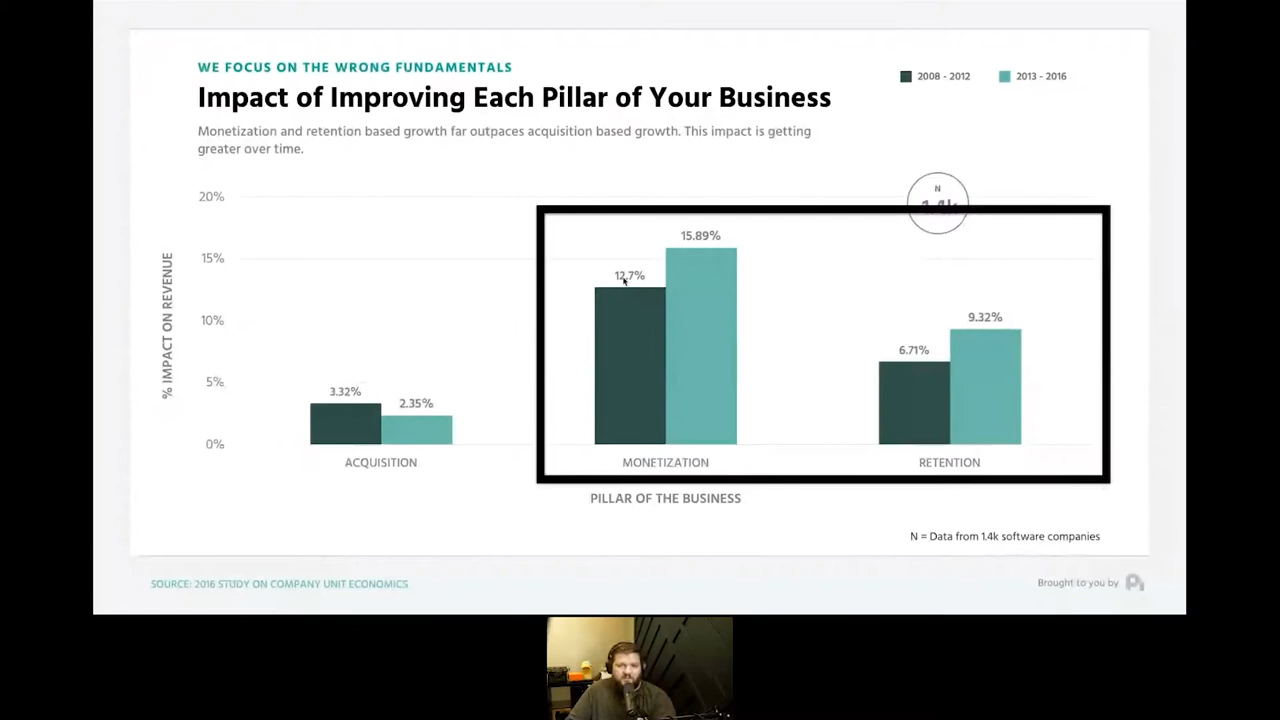 WE FOCUS ON THE WRONG FUNDAMENTALS
Impact of Improving Each Pillar of Your Business
Monetization and retention based growth far outpaces acquisition based growth. This impact is getting
greater over time.
2008 - 2012
2013 - 2016
N
1.4k
20%
15%
10%
5%
0%
% IMPACT ON REVENUE
3.32%
2.35%
12.7%
15.89%
6.71%
9.32%
ACQUISITION
MONETIZATION
RETENTION
PILLAR OF THE BUSINESS
N = Data from 1.4k software companies
SOURCE: 2016 STUDY ON COMPANY UNIT ECONOMICS
Brought to you by